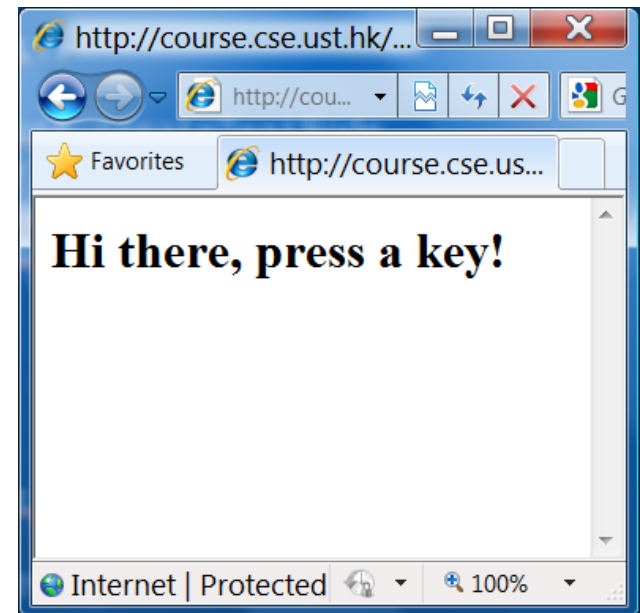 http://course.cse.ust.hk/...
http://cou... G
Favorites http://course.cse.us...
Hi there, press a key!
Internet | Protected 100%